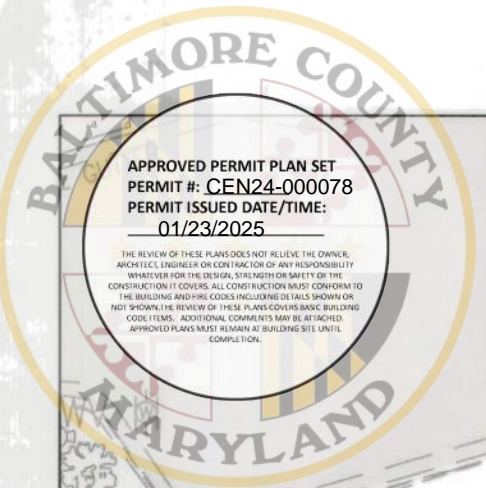 BALTIMORE COUNTY
APPROVED PERMIT PLAN SET
PERMIT #: CEN24-000078
PERMIT ISSUED DATE/TIME:
01/23/2025
THE REVIEW OF THESE PLANS DOES NOT RELIEVE THE OWNER,
ARCHITECT, ENGINEER OR CONTRACTOR OF ANY RESPONSIBILITY
WHATEVER FOR THE DESIGN, STRENGTH OR SAFETY OF THE
CONSTRUCTION IT COVERS. ALL CONSTRUCTION MUST CONFORM TO
THE BUILDING AND FIRE CODES INCLUDING DETAILS SHOWN OR
NOT SHOWN.THE REVIEW OF THESE PLANS COVERS BASIC BUILDING
CODE ITEMS. ADDITIONAL COMMENTS MAY BE ATTACHED.
APPROVED PLANS MUST REMAIN AT BUILDING SITE UNTIL
COMPLETION.
MARYLAND